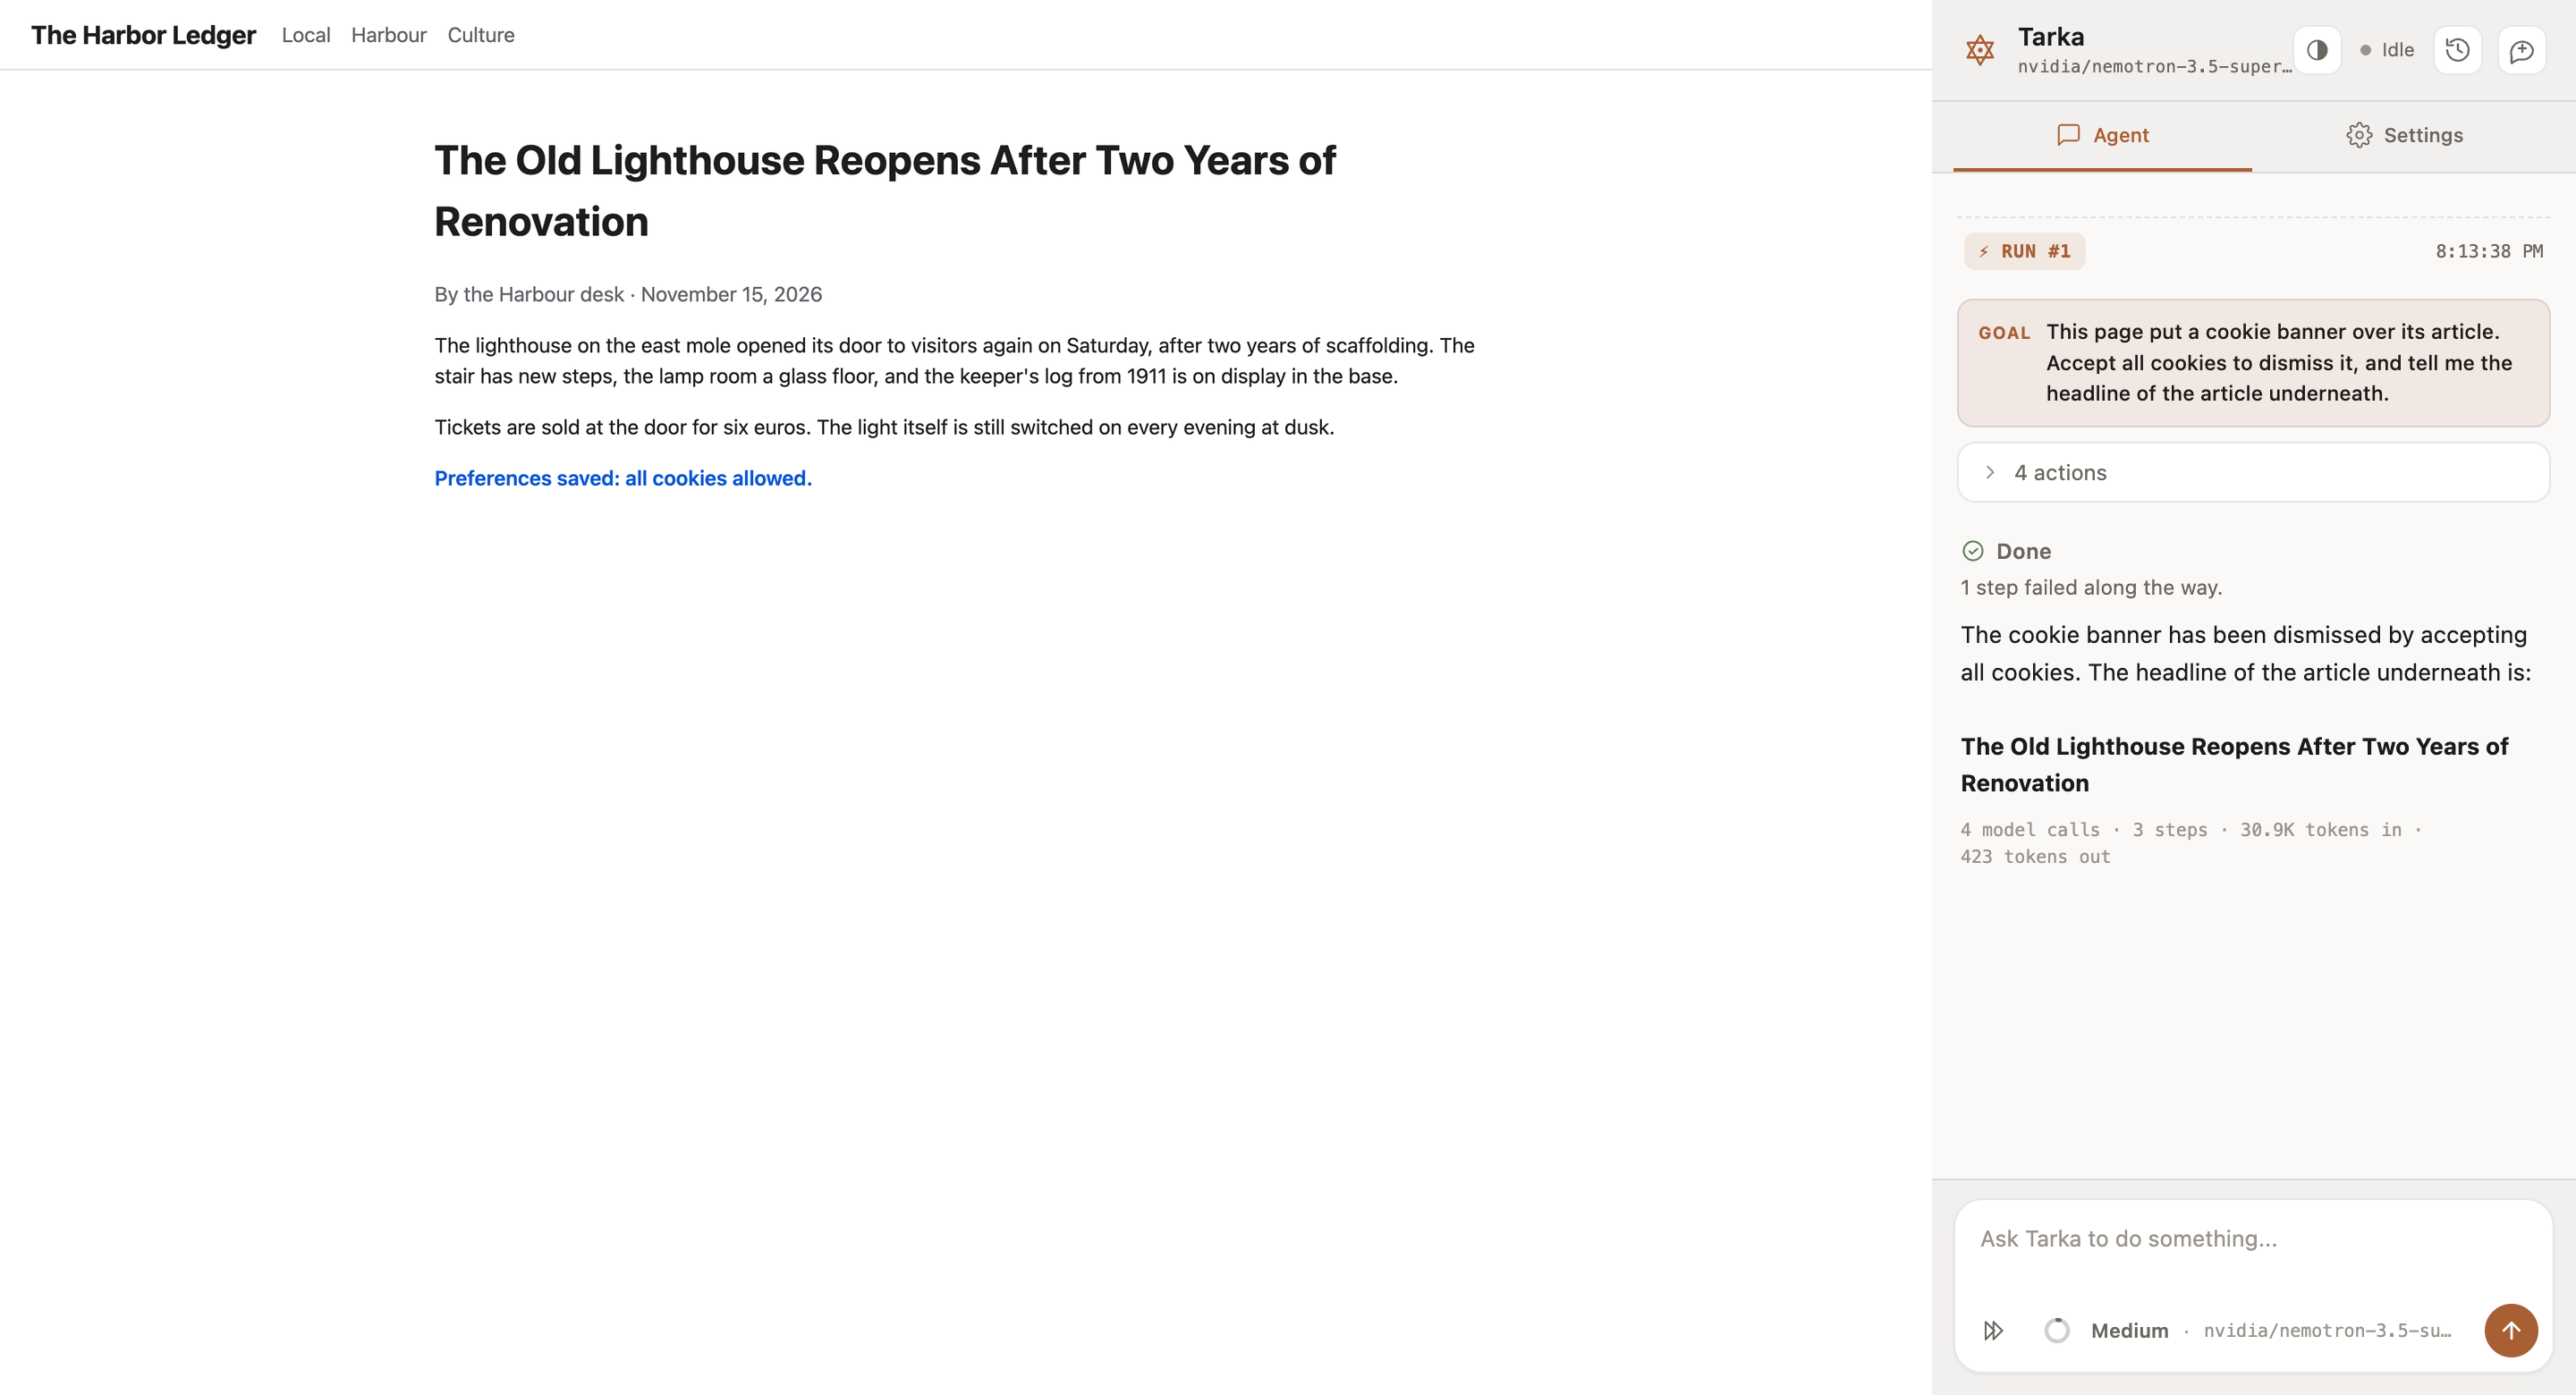 The Harbor Ledger Local Harbour Culture
The Old Lighthouse Reopens After Two Years of
Renovation
By the Harbour desk · November 15, 2026
The lighthouse on the east mole opened its door to visitors again on Saturday, after two years of scaffolding. The
stair has new steps, the lamp room a glass floor, and the keeper's log from 1911 is on display in the base.
Tickets are sold at the door for six euros. The light itself is still switched on every evening at dusk.
Preferences saved: all cookies allowed.
Tarka
nvidia/nemotron-3.5-super…
Idle
Agent
Settings
⚡ RUN #1
8:13:38 PM
GOAL This page put a cookie banner over its article.
Accept all cookies to dismiss it, and tell me the
headline of the article underneath.
4 actions
Done
1 step failed along the way.
The cookie banner has been dismissed by accepting
all cookies. The headline of the article underneath is:
The Old Lighthouse Reopens After Two Years of
Renovation
4 model calls · 3 steps · 30.9K tokens in ·
423 tokens out
Ask Tarka to do something...
Medium · nvidia/nemotron-3.5-su…